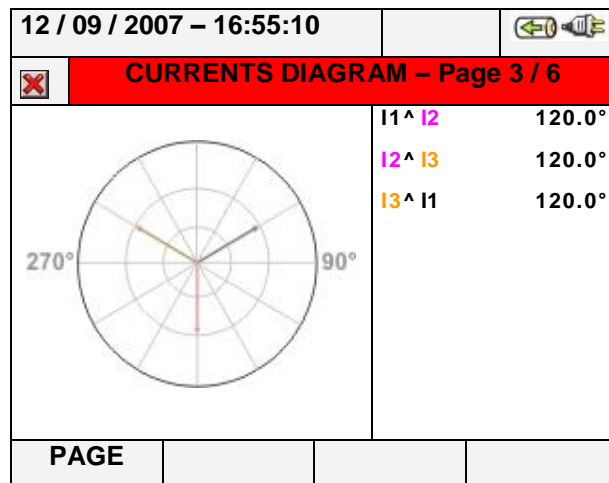 12 / 09 / 2007 – 16:55:10
CURRENTS DIAGRAM – Page 3 / 6
I1 ^ I2 120.0°
I2 ^ I3 120.0°
I3 ^ I1 120.0°
270° 90°
PAGE